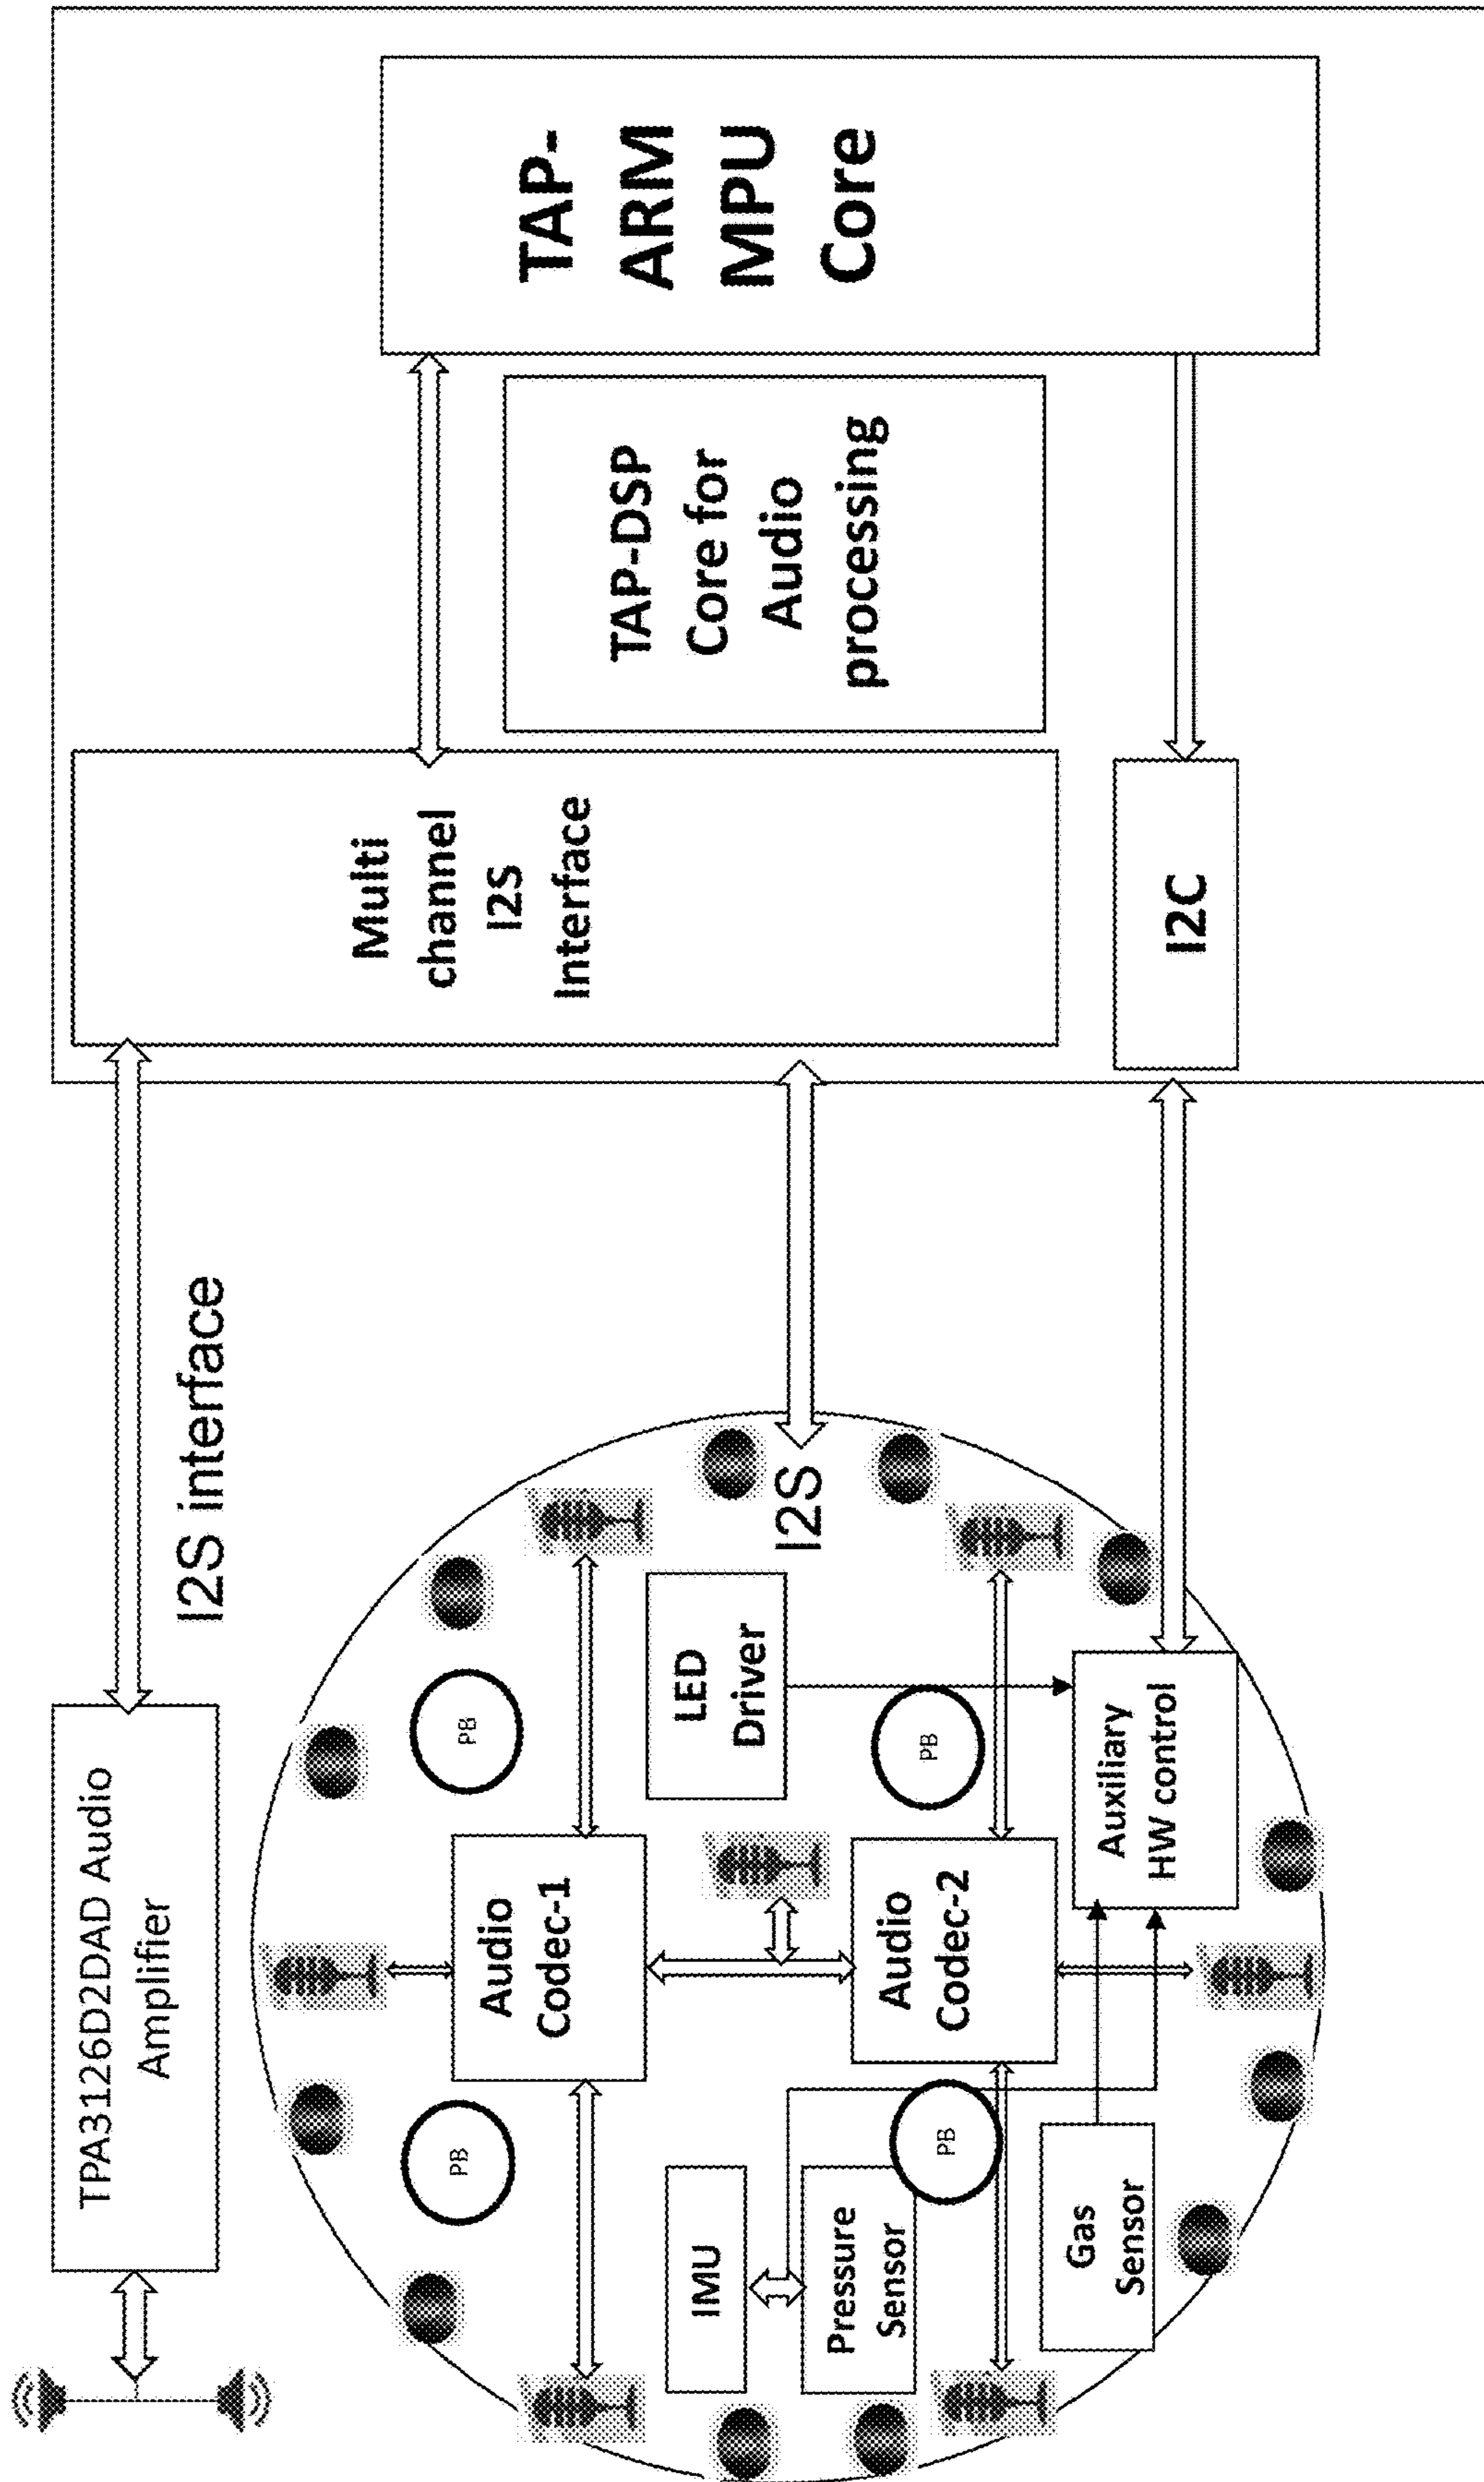 TPA3126D2DAD Audio
Amplifier
I2S interface
PB
PB
Audio
Codec-1
LED
Driver
I2S
IMU
Pressure
Sensor
PB
Audio
Codec-2
PB
Gas
Sensor
Auxiliary
HW control
Multi
channel
I2S
Interface
I2C
TAP-DSP
Core for
Audio
processing
TAP-
ARM
MPU
Core